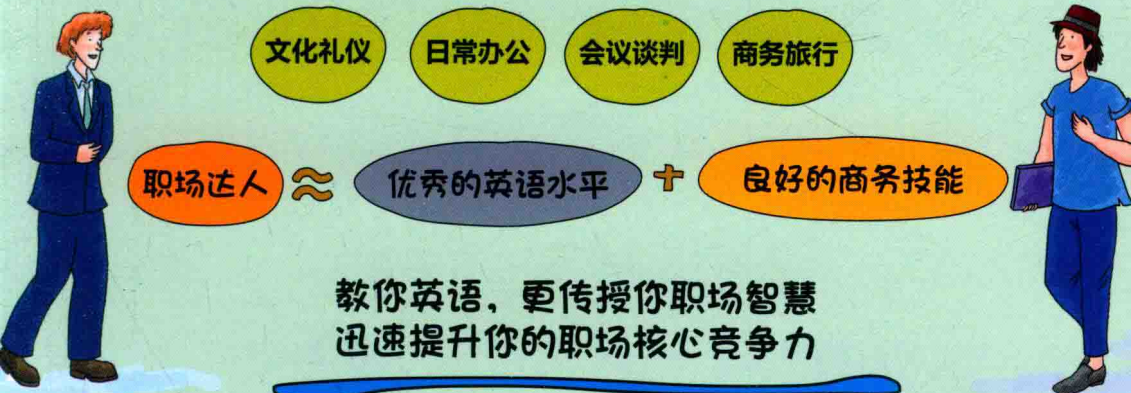 文化礼仪 日常办公 会议谈判 商务旅行
职场达人 ≈ 优秀的英语水平 + 良好的商务技能
教你英语，更传授你职场智慧
迅速提升你的职场核心竞争力